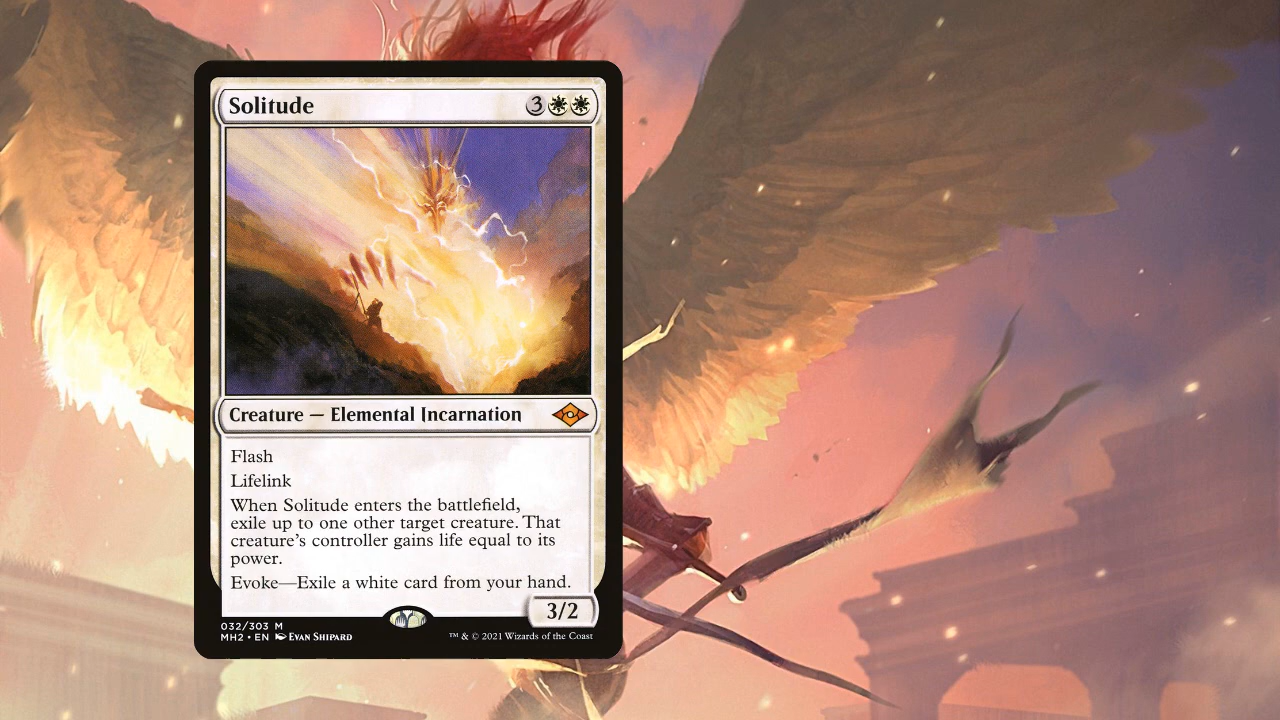 Solitude 3
Creature — Elemental Incarnation
Flash
Lifelink
When Solitude enters the battlefield,
exile up to one other target creature. That
creature's controller gains life equal to its
power.
Evoke—Exile a white card from your hand.
3/2
032/303 M
MH2 • EN Evan Shipard
™ & © 2021 Wizards of the Coast